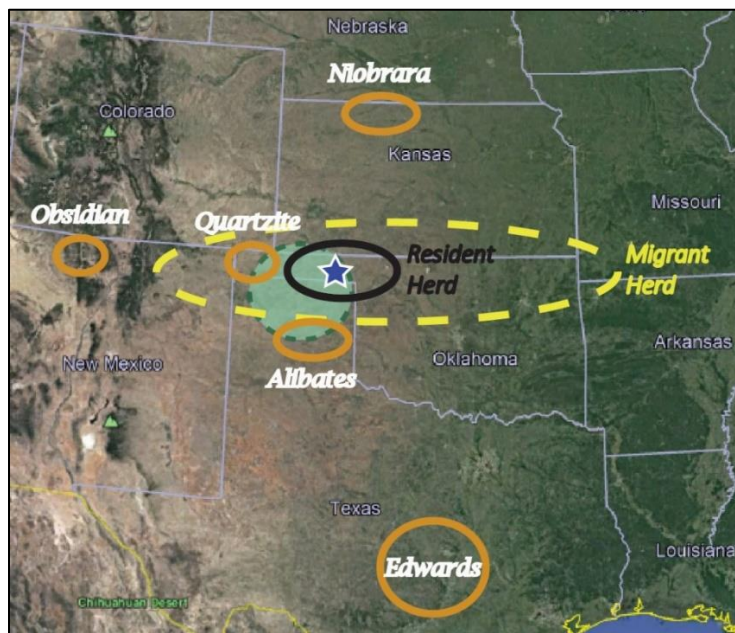 Nebraska
Niobrara
Colorado
Kansas
Missouri
Obsidian
Quartzite
Resident
Herd
Migrant
Herd
New Mexico
Alibates
Oklahoma
Arkansas
Texas
Edwards
Louisiana
Chihuahuan Desert